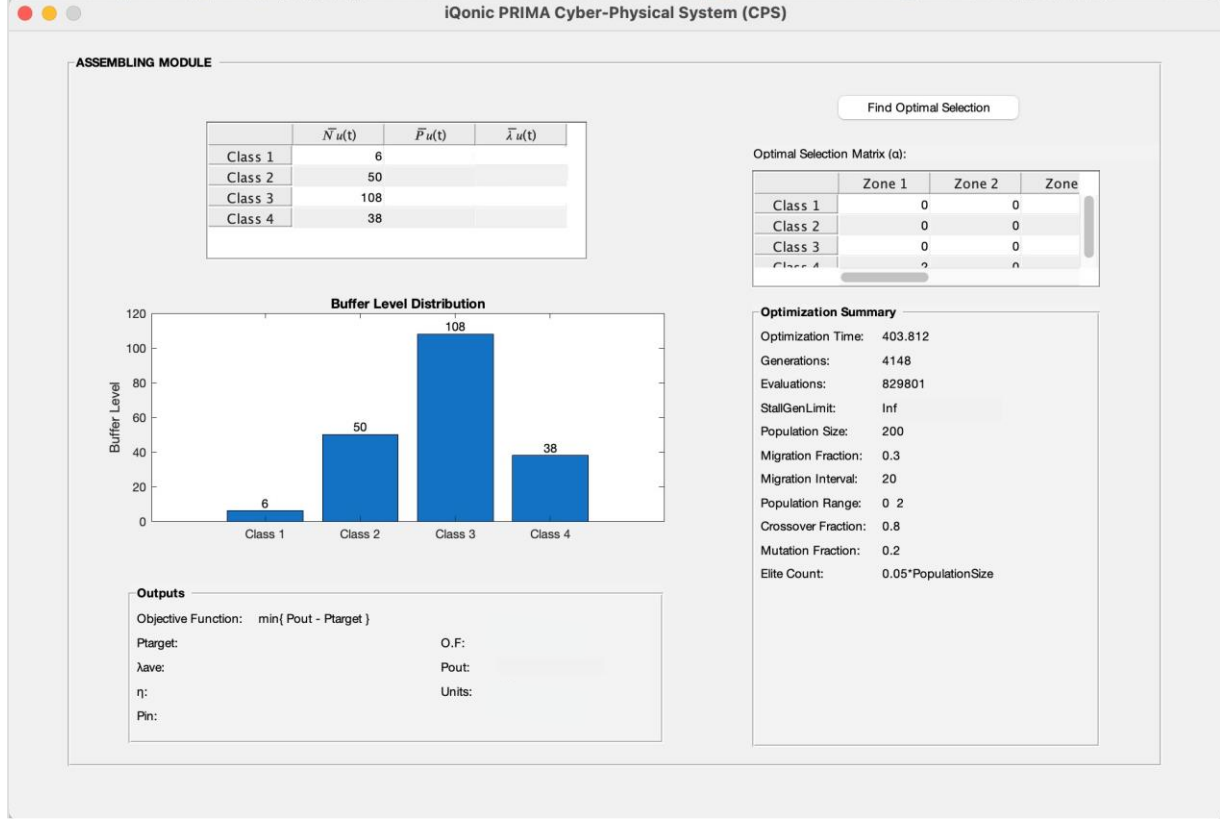 iQonic PRIMA Cyber-Physical System (CPS)
ASSEMBLING MODULE
N̅u(t) P̅u(t) λ̅u(t)
Class 1 6
Class 2 50
Class 3 108
Class 4 38
Buffer Level Distribution
120
100
80
60
40
20
0
Buffer Level
6
50
108
38
Class 1 Class 2 Class 3 Class 4
Outputs
Objective Function: min{ Pout - Ptarget }
Ptarget: O.F:
λave: Pout:
η: Units:
Pin:
Find Optimal Selection
Optimal Selection Matrix (α):
Zone 1 Zone 2 Zone
Class 1 0 0
Class 2 0 0
Class 3 0 0
Class 4 2 0
Optimization Summary
Optimization Time: 403.812
Generations: 4148
Evaluations: 829801
StallGenLimit: Inf
Population Size: 200
Migration Fraction: 0.3
Migration Interval: 20
Population Range: 0 2
Crossover Fraction: 0.8
Mutation Fraction: 0.2
Elite Count: 0.05*PopulationSize